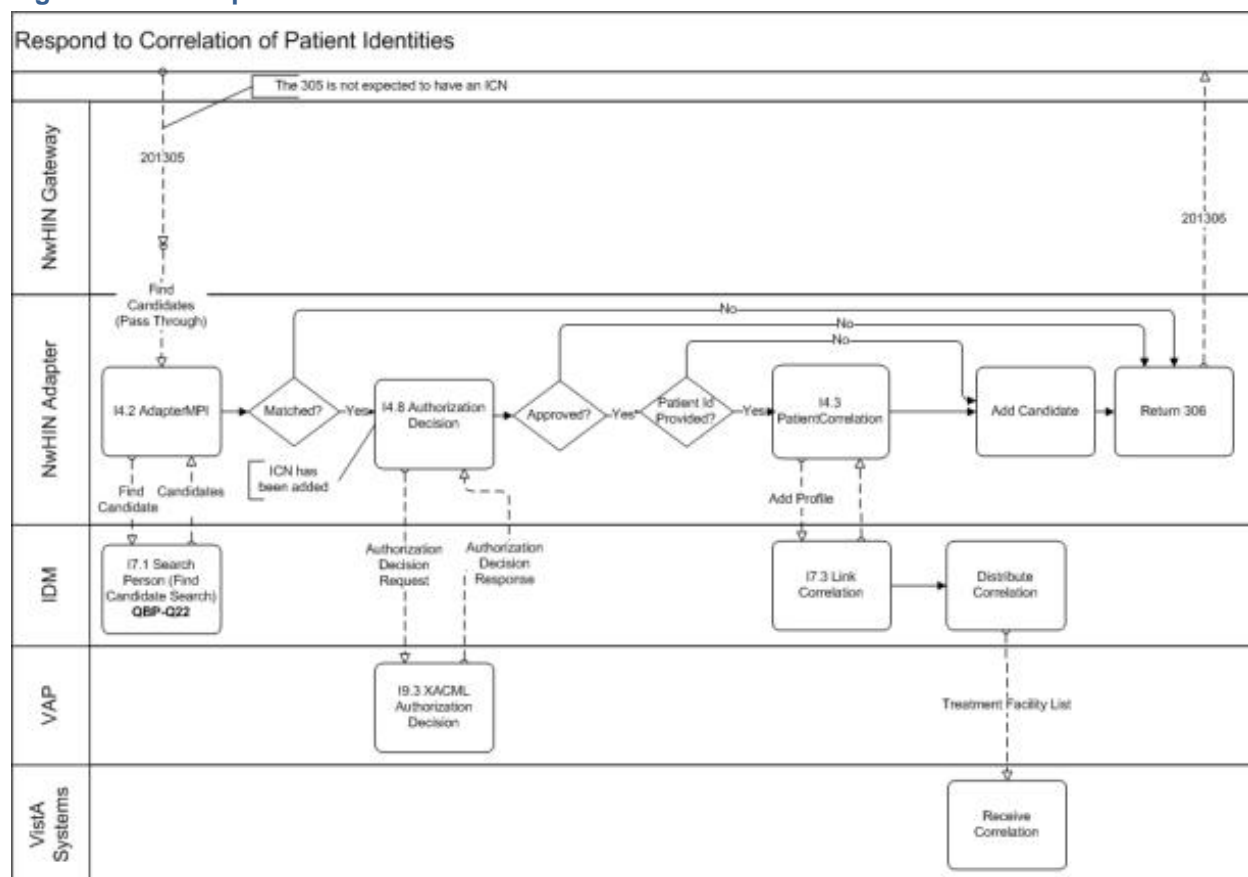 Respond to Correlation of Patient Identities
The 305 is not expected to have an ICN
NwHIN Gateway
201305
201306
Find
Candidates
(Pass Through)
NwHIN Adapter
No
No
No
I4.2 AdapterMPI
Matched?
Yes
I4.8 Authorization
Decision
Approved?
Yes
Patient Id
Provided?
Yes
I4.3
PatientCorrelation
Add Candidate
Return 306
ICN has
been added
Find
Candidate
Candidates
Add Profile
IDM
I7.1 Search
Person (Find
Candidate Search)
QBP-Q22
Authorization
Decision
Request
Authorization
Decision
Response
I7.3 Link
Correlation
Distribute
Correlation
VAP
I9.3 XACML
Authorization
Decision
Treatment Facility List
VistA
Systems
Receive
Correlation